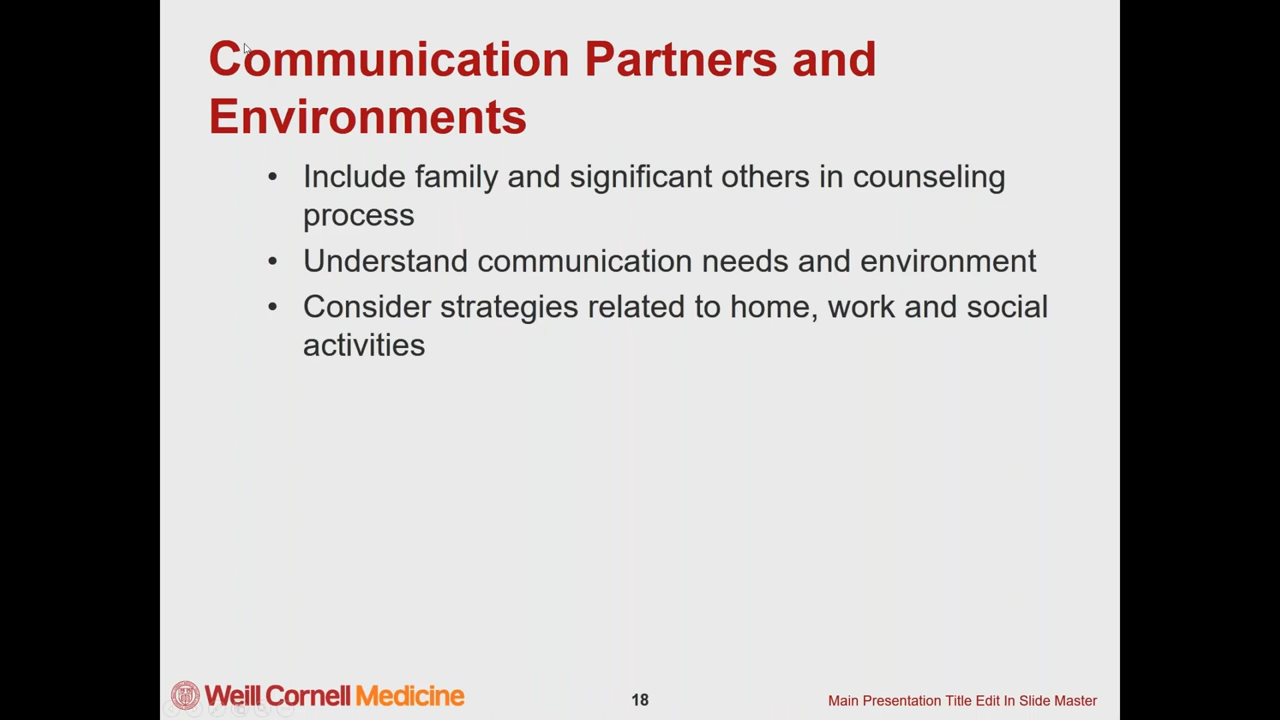 Communication Partners and
Environments
• Include family and significant others in counseling
process
• Understand communication needs and environment
• Consider strategies related to home, work and social
activities
Weill Cornell Medicine
18
Main Presentation Title Edit In Slide Master